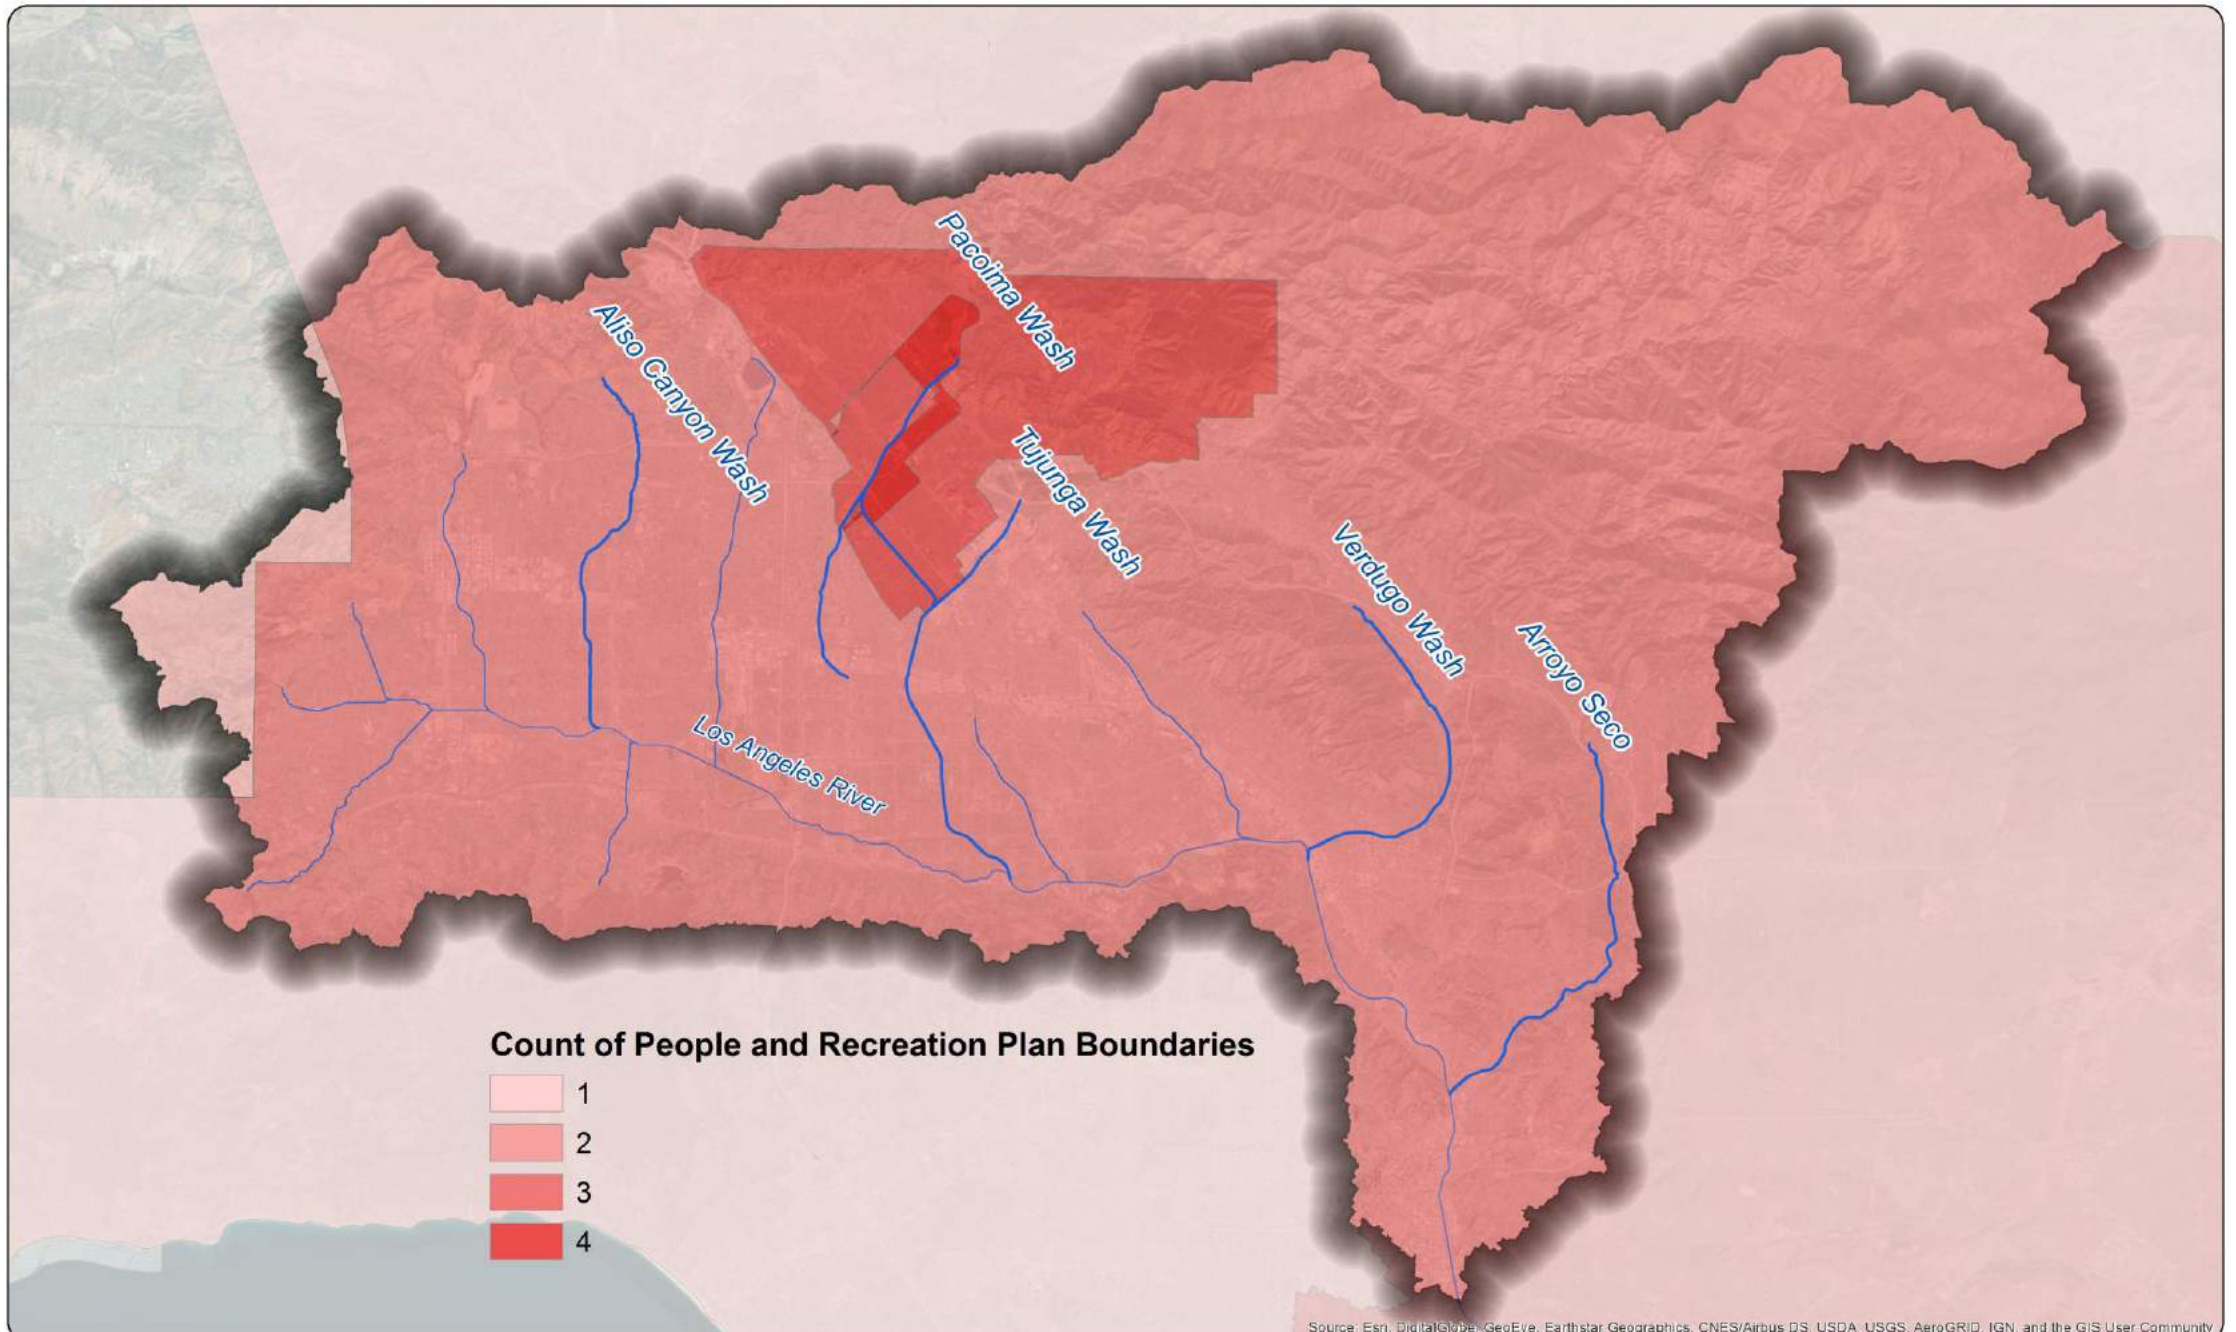 Pacoima Wash
Aliso Canyon Wash
Tujunga Wash
Verdugo Wash
Arroyo Seco
Los Angeles River
Count of People and Recreation Plan Boundaries
1
2
3
4
Source: Esri, DigitalGlobe, GeoEye, Earthstar Geographics, CNES/Airbus DS, USDA, USGS, AeroGRID, IGN, and the GIS User Community